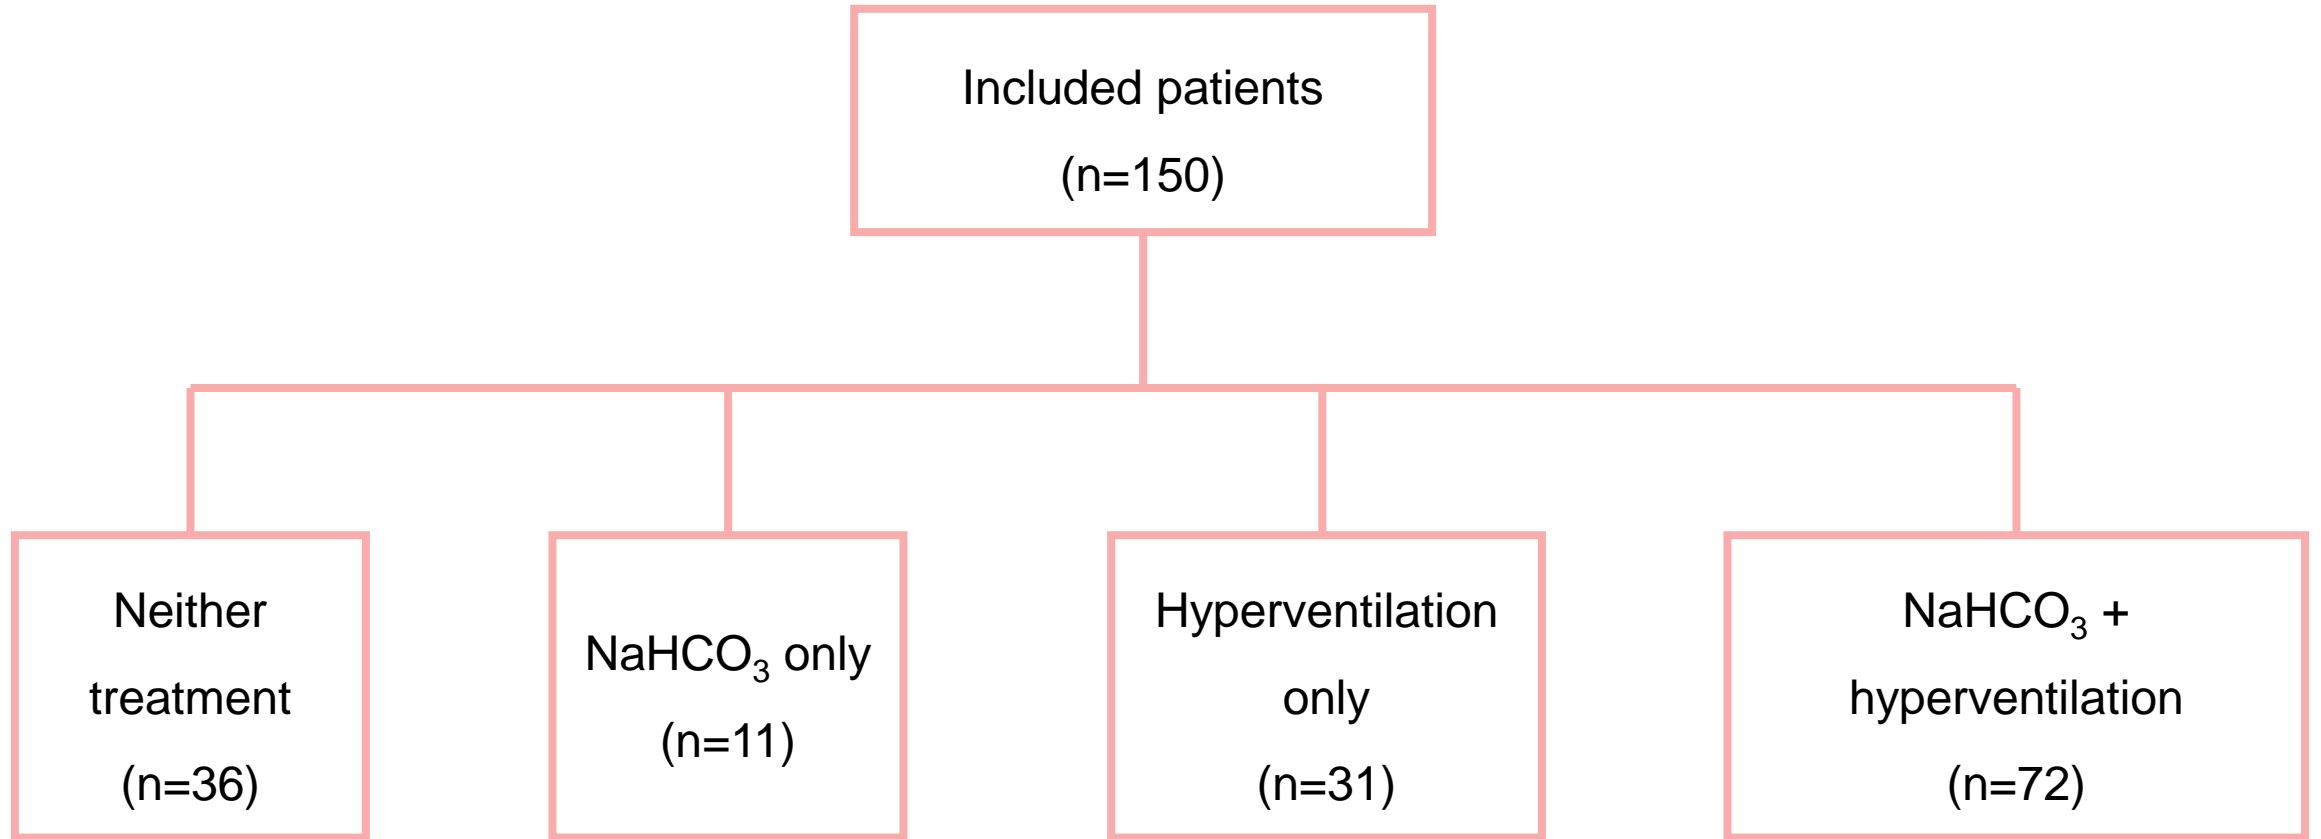 Included patients
(n=150)
Neither
treatment
(n=36)
NaHCO₃ only
(n=11)
Hyperventilation
only
(n=31)
NaHCO₃ +
hyperventilation
(n=72)